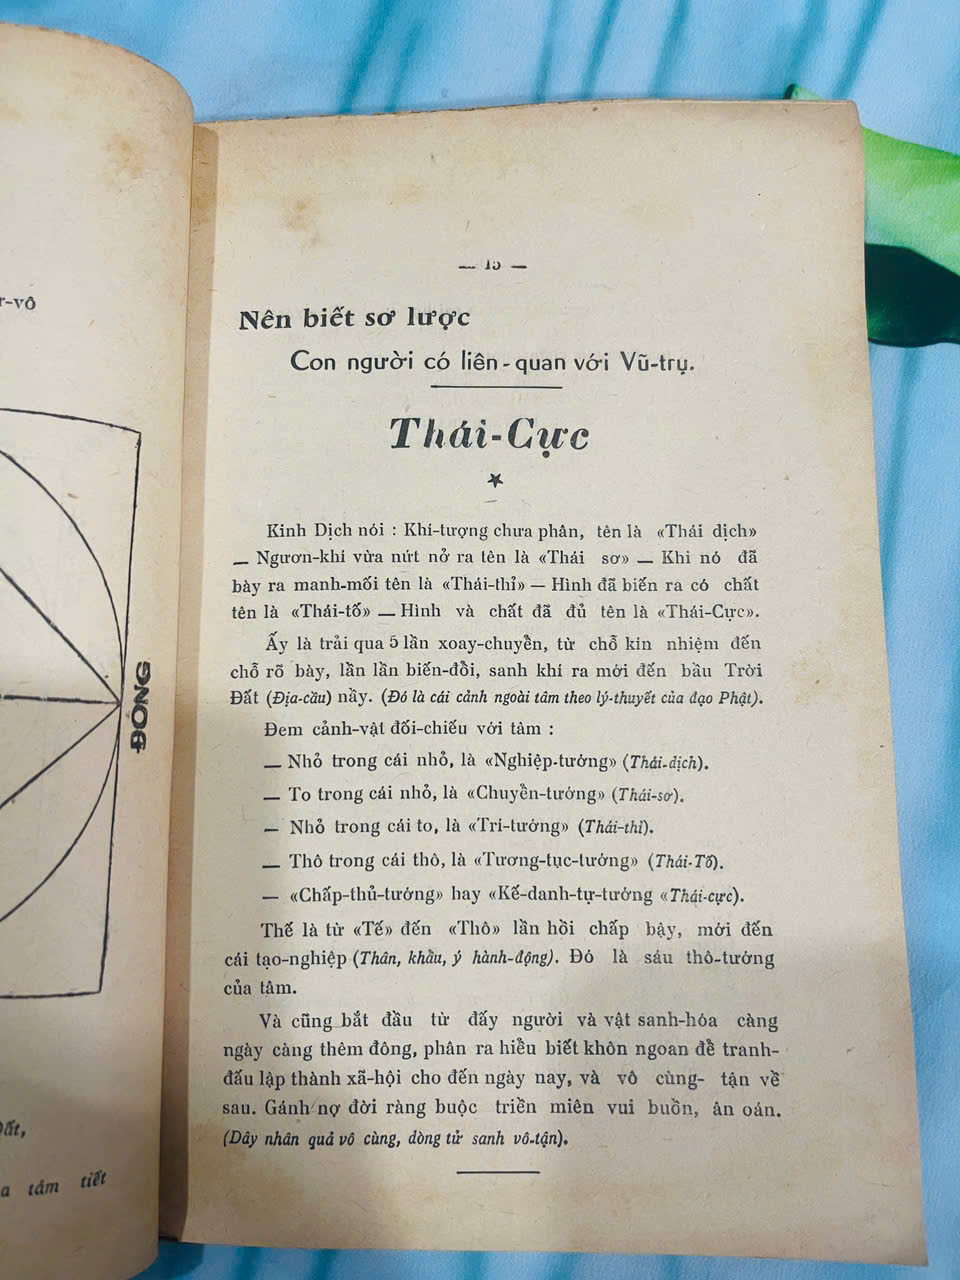 r-vô
ĐÔNG
Đất,
a tám tiết
— 15 —
Nên biết sơ lược
Con người có liên-quan với Vũ-trụ.
Thái-Cực
Kinh Dịch nói : Khí-tượng chưa phân, tên là «Thái dịch»
— Ngươn-khí vừa nứt nở ra tên là «Thái sơ» — Khi nó đã
bày ra manh-mối tên là «Thái-thỉ» — Hình đã biến ra có chất
tên là «Thái-tố» — Hình và chất đã đủ tên là «Thái-Cực».
Ấy là trải qua 5 lần xoay-chuyển, từ chỗ kin nhiệm đến
chỗ rõ bày, lần lần biến-đổi, sanh khí ra mới đến bầu Trời
Đất (Địa-cầu) nầy. (Đó là cái cảnh ngoài tâm theo lý-thuyết của đạo Phật).
Đem cảnh-vật đối-chiếu với tâm :
— Nhỏ trong cái nhỏ, là «Nghiệp-tướng» (Thái-dịch).
— To trong cái nhỏ, là «Chuyển-tướng» (Thái-sơ).
— Nhỏ trong cái to, là «Trí-tướng» (Thái-thỉ).
— Thô trong cái thô, là «Tương-tục-tướng» (Thái-Tố).
— «Chấp-thủ-tướng» hay «Kế-danh-tự-tướng «Thái-cực).
Thế là từ «Tế» đến «Thô» lần hồi chấp bậy, mới đến
cái tạo-nghiệp (Thân, khẩu, ý hành-động). Đó là sáu thô-tướng
của tâm.
Và cũng bắt đầu từ đấy người và vật sanh-hóa càng
ngày càng thêm đông, phân ra hiểu biết khôn ngoan để tranh-
đấu lập thành xã-hội cho đến ngày nay, và vô cùng- tận về
sau. Gánh nợ đời ràng buộc triền miên vui buồn, ân oán.
(Dây nhân quả vô cùng, dòng tử sanh vô-tận).